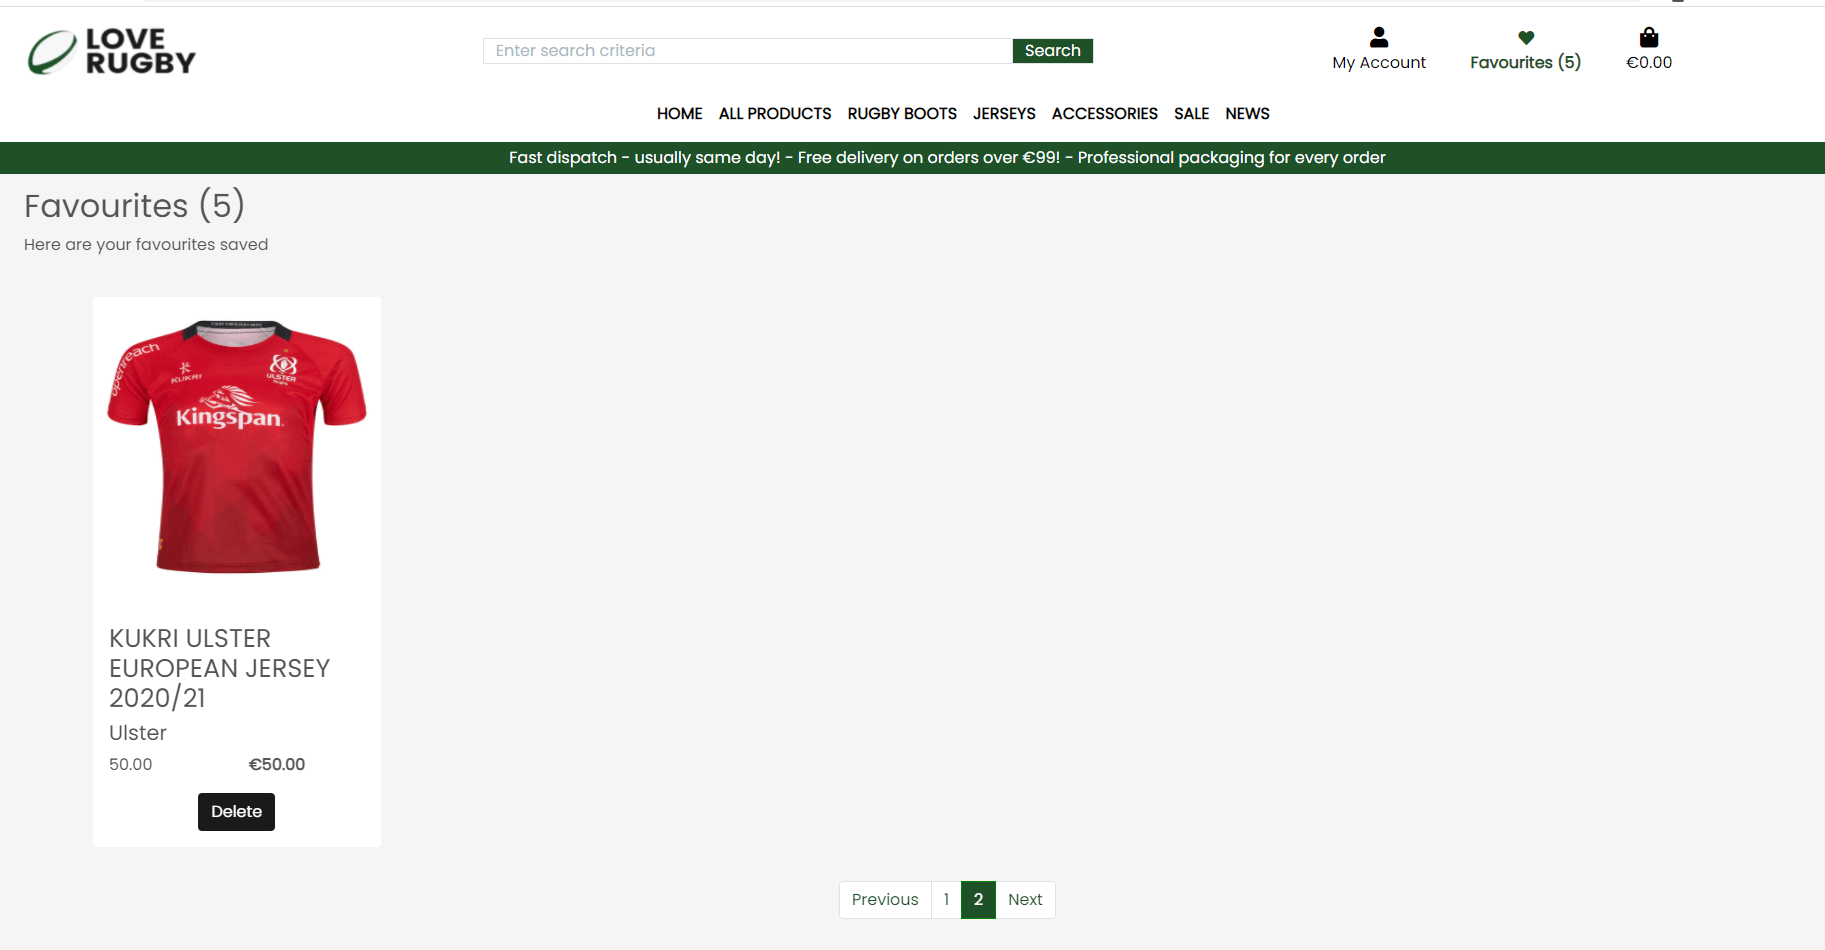 LOVE
RUGBY
Enter search criteria
Search
My Account
Favourites (5)
€0.00
HOME ALL PRODUCTS RUGBY BOOTS JERSEYS ACCESSORIES SALE NEWS
Fast dispatch - usually same day! - Free delivery on orders over €99! - Professional packaging for every order
Favourites (5)
Here are your favourites saved
openreach
KUKRI
ULSTER
RUGBY
Kingspan
KUKRI ULSTER
EUROPEAN JERSEY
2020/21
Ulster
50.00 €50.00
Delete
Previous 1 2 Next